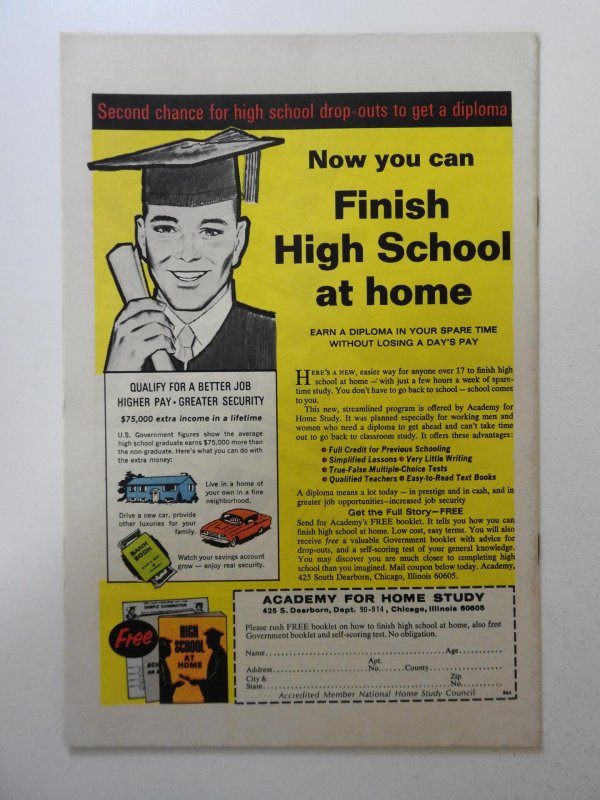 Second chance for high school drop-outs to get a diploma
Now you can
Finish
High School
at home
EARN A DIPLOMA IN YOUR SPARE TIME
WITHOUT LOSING A DAY'S PAY
QUALIFY FOR A BETTER JOB
HIGHER PAY • GREATER SECURITY
$75,000 extra income in a lifetime
U.S. Government figures show the average
high school graduate earns $75,000 more than
the non-graduate. Here's what you can do with
the extra money:
Live in a home of
your own in a fine
neighborhood.
Drive a new car, provide
other luxuries for your
family.
BANK
BOOK
Watch your savings account
grow — enjoy real security.
HERE'S A NEW, easier way for anyone over 17 to finish high
school at home — with just a few hours a week of spare-
time study. You don't have to go back to school — school comes
to you.
This new, streamlined program is offered by Academy for
Home Study. It was planned especially for working men and
women who need a diploma to get ahead and can't take time
out to go back to classroom study. It offers these advantages:
• Full Credit for Previous Schooling
• Simplified Lessons • Very Little Writing
• True-False Multiple-Choice Tests
• Qualified Teachers • Easy-to-Read Text Books
A diploma means a lot today — in prestige and in cash, and in
greater job opportunities—increased job security
Get the Full Story—FREE
Send for Academy's FREE booklet. It tells you how you can
finish high school at home. Low cost, easy terms. You will also
receive free a valuable Government booklet with advice for
drop-outs, and a self-scoring test of your general knowledge.
You may discover you are much closer to completing high
school than you imagined. Mail coupon below today. Academy,
425 South Dearborn, Chicago, Illinois 60605.
SAMPLE EXAMINATION
Free
HIGH
SCHOOL
AT
HOME
ACADEMY FOR HOME STUDY
425 S. Dearborn, Dept. 90-914, Chicago, Illinois 60605
Please rush FREE booklet on how to finish high school at home, also free
Government booklet and self-scoring test. No obligation.
Name Age
Address Apt. No. County
City & State Zip No.
Accredited Member National Home Study Council